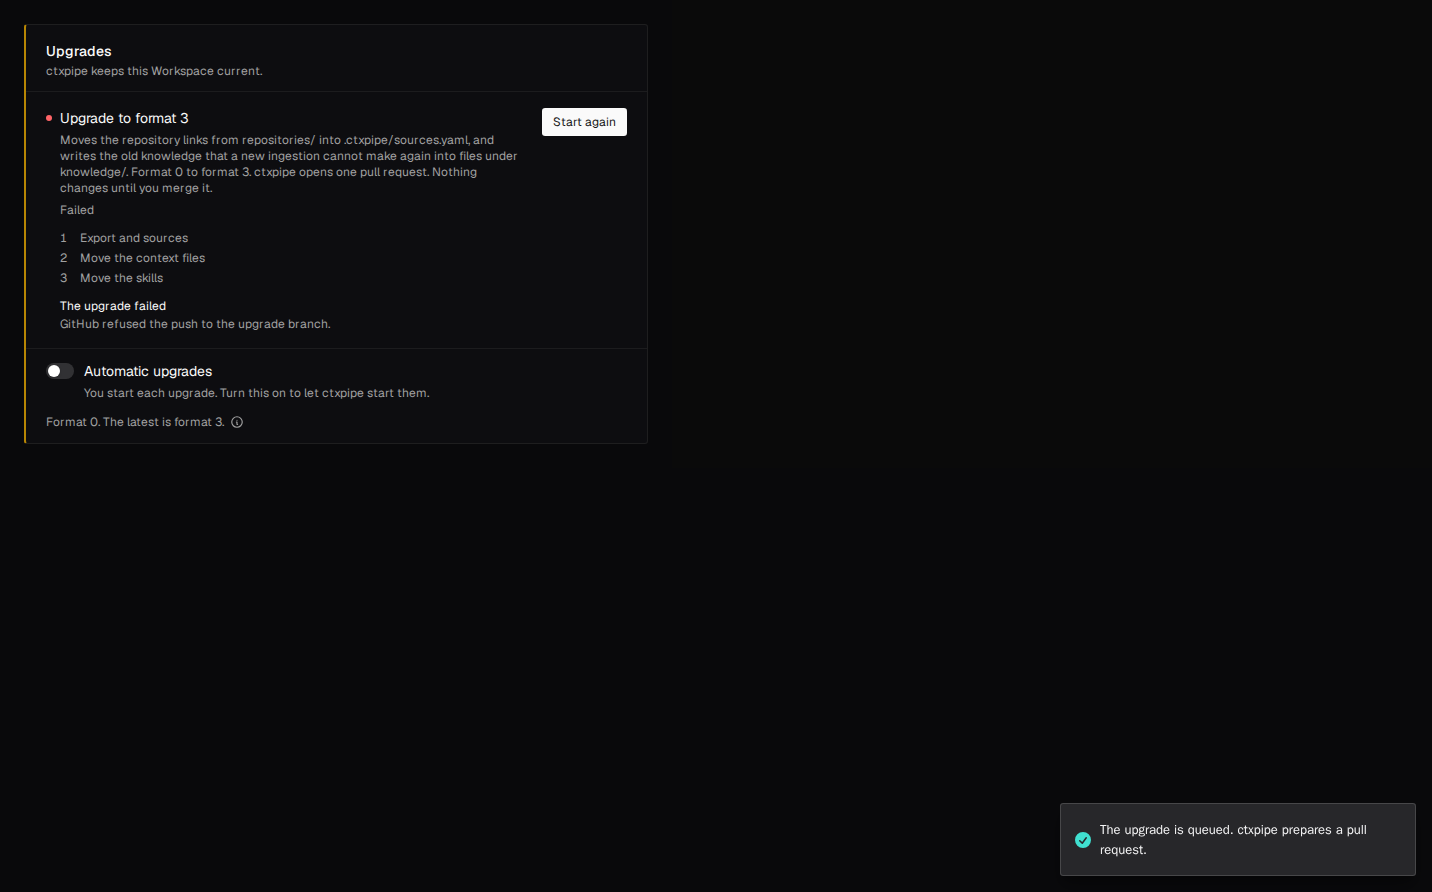 Upgrades
ctxpipe keeps this Workspace current.
Upgrade to format 3
Start again
Moves the repository links from repositories/ into .ctxpipe/sources.yaml, and
writes the old knowledge that a new ingestion cannot make again into files under
knowledge/. Format 0 to format 3. ctxpipe opens one pull request. Nothing
changes until you merge it.
Failed
1 Export and sources
2 Move the context files
3 Move the skills
The upgrade failed
GitHub refused the push to the upgrade branch.
Automatic upgrades
You start each upgrade. Turn this on to let ctxpipe start them.
Format 0. The latest is format 3.
The upgrade is queued. ctxpipe prepares a pull
request.